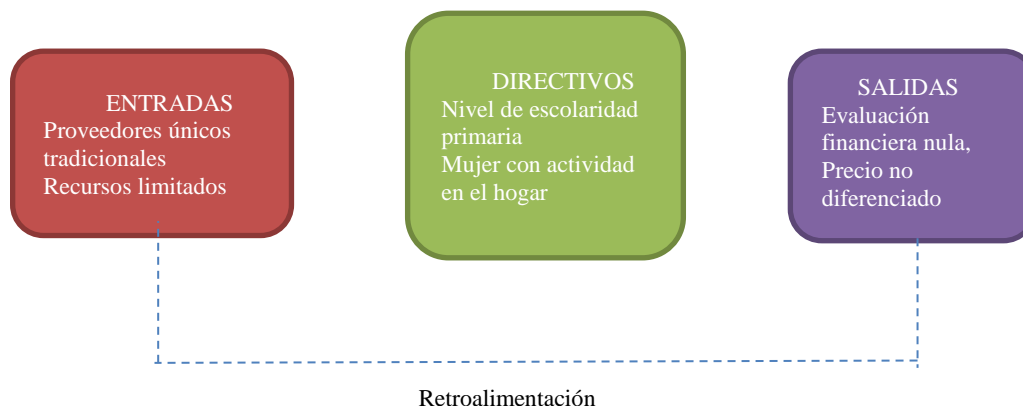 ENTRADAS
Proveedores únicos
tradicionales
Recursos limitados
DIRECTIVOS
Nivel de escolaridad
primaria
Mujer con actividad
en el hogar
SALIDAS
Evaluación
financiera nula,
Precio no
diferenciado
Retroalimentación